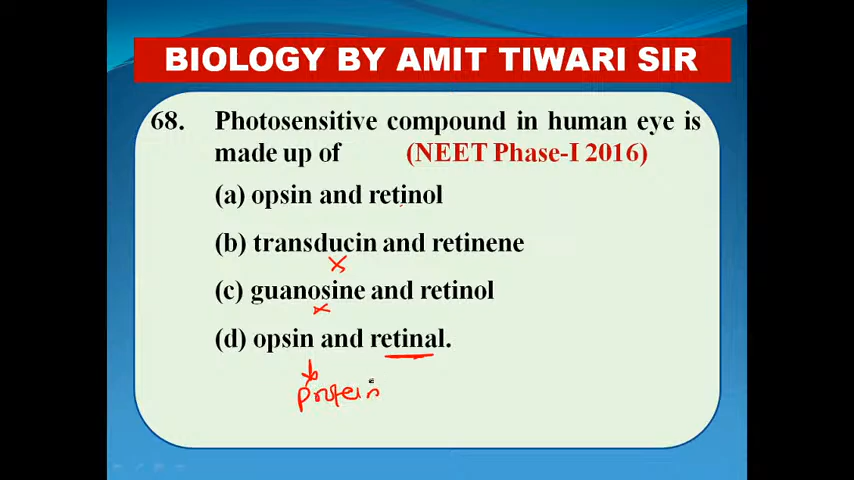 BIOLOGY BY AMIT TIWARI SIR
68. Photosensitive compound in human eye is
made up of (NEET Phase-I 2016)
(a) opsin and retinol
(b) transducin and retinene
(c) guanosine and retinol
(d) opsin and retinal.
protein